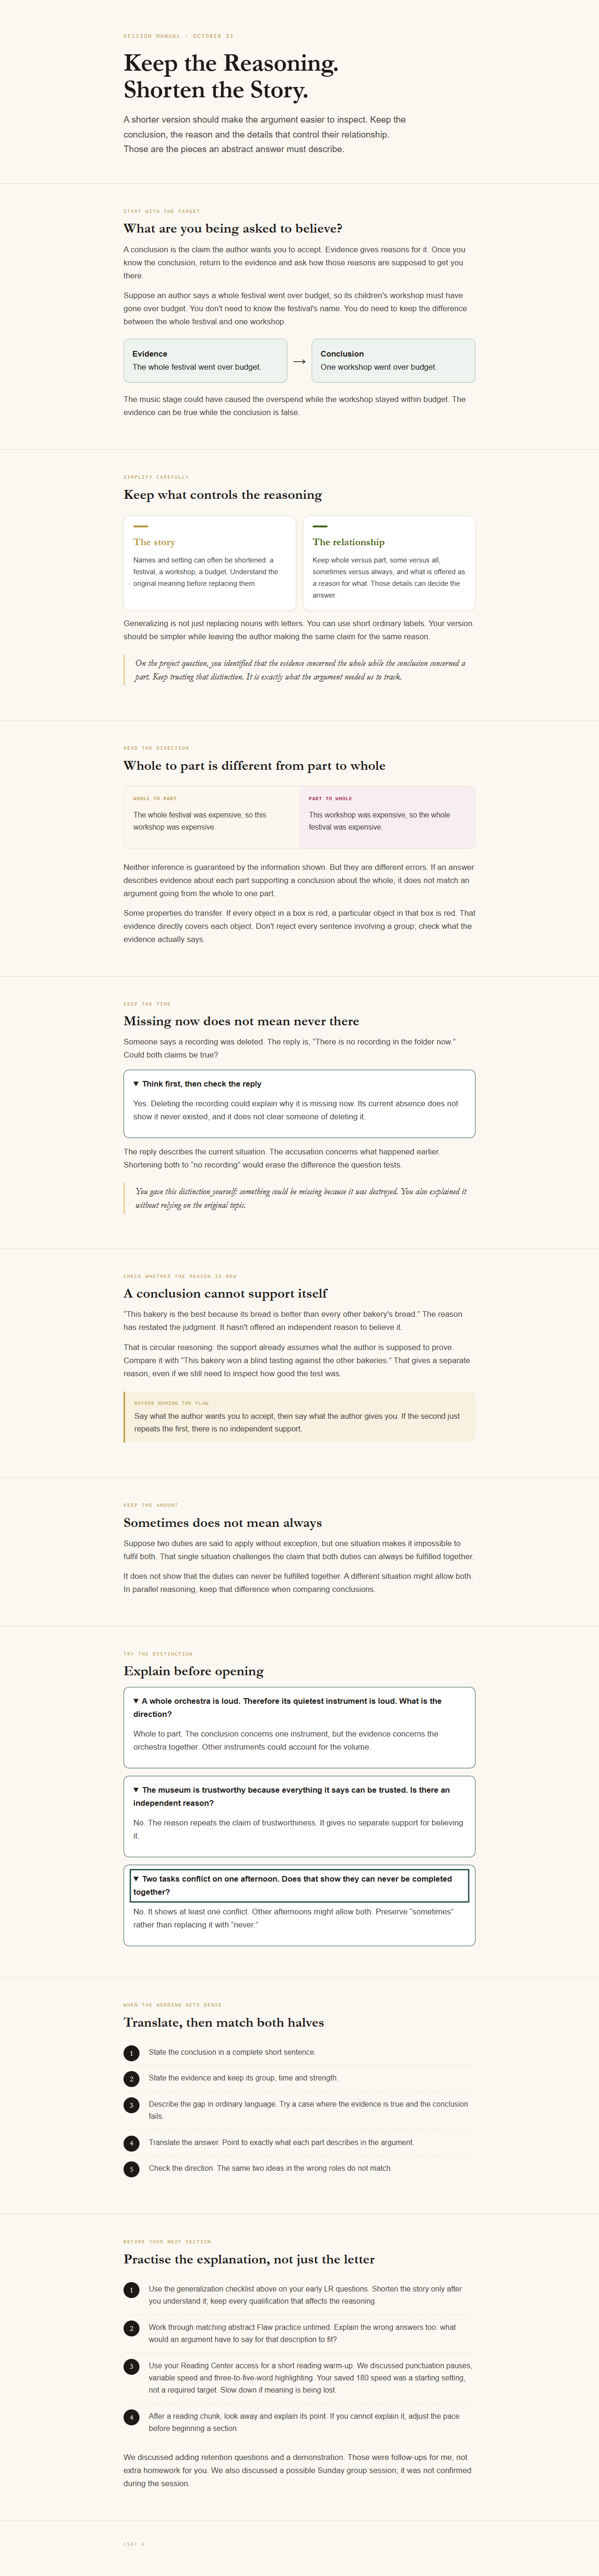 SESSION MANUAL · OCTOBER 21
Keep the Reasoning.
Shorten the Story.
A shorter version should make the argument easier to inspect. Keep the
conclusion, the reason and the details that control their relationship.
Those are the pieces an abstract answer must describe.
START WITH THE TARGET
What are you being asked to believe?
A conclusion is the claim the author wants you to accept. Evidence gives reasons for it. Once you
know the conclusion, return to the evidence and ask how those reasons are supposed to get you
there.
Suppose an author says a whole festival went over budget, so its children's workshop must have
gone over budget. You don't need to know the festival's name. You do need to keep the difference
between the whole festival and one workshop.
Evidence
The whole festival went over budget.
→
Conclusion
One workshop went over budget.
The music stage could have caused the overspend while the workshop stayed within budget. The
evidence can be true while the conclusion is false.
SIMPLIFY CAREFULLY
Keep what controls the reasoning
The story
Names and setting can often be shortened: a
festival, a workshop, a budget. Understand the
original meaning before replacing them.
The relationship
Keep whole versus part, some versus all,
sometimes versus always, and what is offered as
a reason for what. Those details can decide the
answer.
Generalizing is not just replacing nouns with letters. You can use short ordinary labels. Your version
should be simpler while leaving the author making the same claim for the same reason.
On the project question, you identified that the evidence concerned the whole while the conclusion concerned a
part. Keep trusting that distinction. It is exactly what the argument needed us to track.
READ THE DIRECTION
Whole to part is different from part to whole
WHOLE TO PART
The whole festival was expensive, so this
workshop was expensive.
PART TO WHOLE
This workshop was expensive, so the whole
festival was expensive.
Neither inference is guaranteed by the information shown. But they are different errors. If an answer
describes evidence about each part supporting a conclusion about the whole, it does not match an
argument going from the whole to one part.
Some properties do transfer. If every object in a box is red, a particular object in that box is red. That
evidence directly covers each object. Don't reject every sentence involving a group; check what the
evidence actually says.
KEEP THE TIME
Missing now does not mean never there
Someone says a recording was deleted. The reply is, "There is no recording in the folder now."
Could both claims be true?
▼ Think first, then check the reply
Yes. Deleting the recording could explain why it is missing now. Its current absence does not
show it never existed, and it does not clear someone of deleting it.
The reply describes the current situation. The accusation concerns what happened earlier.
Shortening both to "no recording" would erase the difference the question tests.
You gave this distinction yourself: something could be missing because it was destroyed. You also explained it
without relying on the original topic.
CHECK WHETHER THE REASON IS NEW
A conclusion cannot support itself
"This bakery is the best because its bread is better than every other bakery's bread." The reason
has restated the judgment. It hasn't offered an independent reason to believe it.
That is circular reasoning: the support already assumes what the author is supposed to prove.
Compare it with "This bakery won a blind tasting against the other bakeries." That gives a separate
reason, even if we still need to inspect how good the test was.
BEFORE NAMING THE FLAW
Say what the author wants you to accept, then say what the author gives you. If the second just
repeats the first, there is no independent support.
KEEP THE AMOUNT
Sometimes does not mean always
Suppose two duties are said to apply without exception, but one situation makes it impossible to
fulfil both. That single situation challenges the claim that both duties can always be fulfilled together.
It does not show that the duties can never be fulfilled together. A different situation might allow both.
In parallel reasoning, keep that difference when comparing conclusions.
TRY THE DISTINCTION
Explain before opening
▼ A whole orchestra is loud. Therefore its quietest instrument is loud. What is the
direction?
Whole to part. The conclusion concerns one instrument, but the evidence concerns the
orchestra together. Other instruments could account for the volume.
▼ The museum is trustworthy because everything it says can be trusted. Is there an
independent reason?
No. The reason repeats the claim of trustworthiness. It gives no separate support for believing
it.
▼ Two tasks conflict on one afternoon. Does that show they can never be completed
together?
No. It shows at least one conflict. Other afternoons might allow both. Preserve "sometimes"
rather than replacing it with "never."
WHEN THE WORDING GETS DENSE
Translate, then match both halves
1 State the conclusion in a complete short sentence.
2 State the evidence and keep its group, time and strength.
3 Describe the gap in ordinary language. Try a case where the evidence is true and the conclusion
fails.
4 Translate the answer. Point to exactly what each part describes in the argument.
5 Check the direction. The same two ideas in the wrong roles do not match.
BEFORE YOUR NEXT SECTION
Practise the explanation, not just the letter
1 Use the generalization checklist above on your early LR questions. Shorten the story only after
you understand it; keep every qualification that affects the reasoning.
2 Work through matching abstract Flaw practice untimed. Explain the wrong answers too: what
would an argument have to say for that description to fit?
3 Use your Reading Center access for a short reading warm-up. We discussed punctuation pauses,
variable speed and three-to-five-word highlighting. Your saved 180 speed was a starting setting,
not a required target. Slow down if meaning is being lost.
4 After a reading chunk, look away and explain its point. If you cannot explain it, adjust the pace
before beginning a section.
We discussed adding retention questions and a demonstration. Those were follow-ups for me, not
extra homework for you. We also discussed a possible Sunday group session; it was not confirmed
during the session.